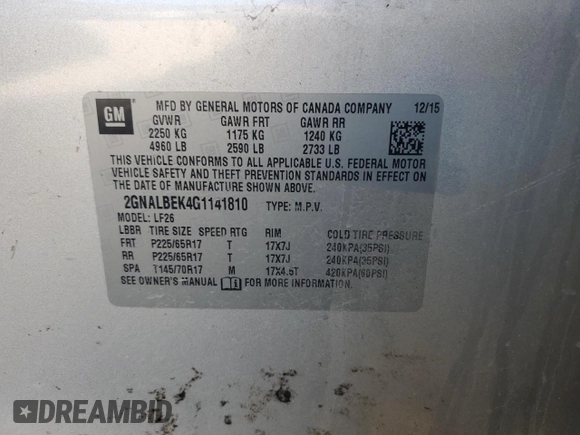 GM
MFD BY GENERAL MOTORS OF CANADA COMPANY 12/15
GVWR GAWR FRT GAWR RR
2250 KG 1175 KG 1240 KG
4960 LB 2590 LB 2733 LB
THIS VEHICLE CONFORMS TO ALL APPLICABLE U.S. FEDERAL MOTOR
VEHICLE SAFETY AND THEFT PREVENTION STANDARDS IN EFFECT ON
THE DATE OF MANUFACTURE SHOWN ABOVE.
2GNALBEK4G1141810 TYPE: M.P.V.
MODEL: LF26
LBBR TIRE SIZE SPEED RTG RIM COLD TIRE PRESSURE
FRT P225/65R17 T 17X7J 240KPA(35PSI)
RR P225/65R17 T 17X7J 240KPA(35PSI)
SPA T145/70R17 M 17X4.5T 420KPA(60PSI)
SEE OWNER'S MANUAL FOR MORE INFORMATION.
DREAMBID.com